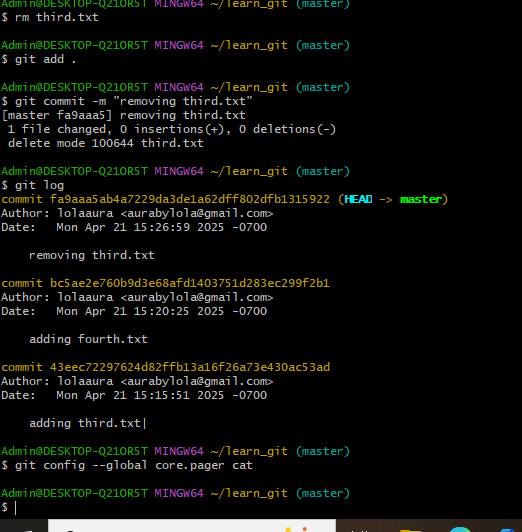 Admin@DESKTOP-Q21OR5T MINGW64 ~/learn_git (master)
$ rm third.txt
Admin@DESKTOP-Q21OR5T MINGW64 ~/learn_git (master)
$ git add .
Admin@DESKTOP-Q21OR5T MINGW64 ~/learn_git (master)
$ git commit -m "removing third.txt"
[master fa9aaa5] removing third.txt
 1 file changed, 0 insertions(+), 0 deletions(-)
 delete mode 100644 third.txt
Admin@DESKTOP-Q21OR5T MINGW64 ~/learn_git (master)
$ git log
commit fa9aaa5ab4a7229da3de1a62dff802dfb1315922 (HEAD -> master)
Author: lolaaura <aurabylola@gmail.com>
Date:   Mon Apr 21 15:26:59 2025 -0700
    removing third.txt
commit bc5ae2e760b9d3e68afd1403751d283ec299f2b1
Author: lolaaura <aurabylola@gmail.com>
Date:   Mon Apr 21 15:20:25 2025 -0700
    adding fourth.txt
commit 43eec72297624d82ffb13a16f26a73e430ac53ad
Author: lolaaura <aurabylola@gmail.com>
Date:   Mon Apr 21 15:15:51 2025 -0700
    adding third.txt|
Admin@DESKTOP-Q21OR5T MINGW64 ~/learn_git (master)
$ git config --global core.pager cat
Admin@DESKTOP-Q21OR5T MINGW64 ~/learn_git (master)
$